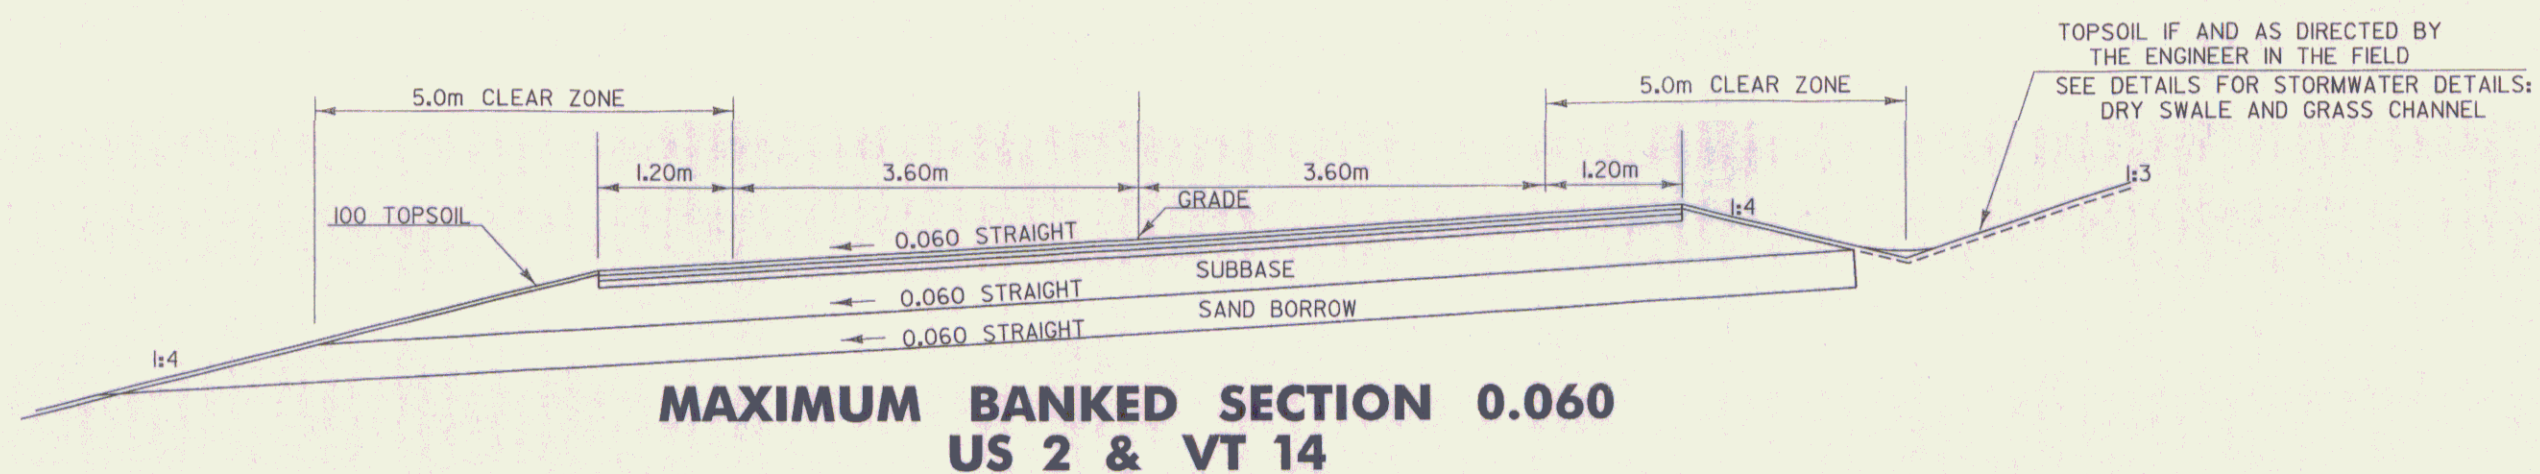 TOPSOIL IF AND AS DIRECTED BY
THE ENGINEER IN THE FIELD
SEE DETAILS FOR STORMWATER DETAILS:
DRY SWALE AND GRASS CHANNEL
5.0m CLEAR ZONE
5.0m CLEAR ZONE
1.20m
3.60m
3.60m
1.20m
1:3
100 TOPSOIL
GRADE
1:4
0.060 STRAIGHT
SUBBASE
0.060 STRAIGHT
SAND BORROW
0.060 STRAIGHT
1:4
MAXIMUM BANKED SECTION 0.060
US 2 & VT 14